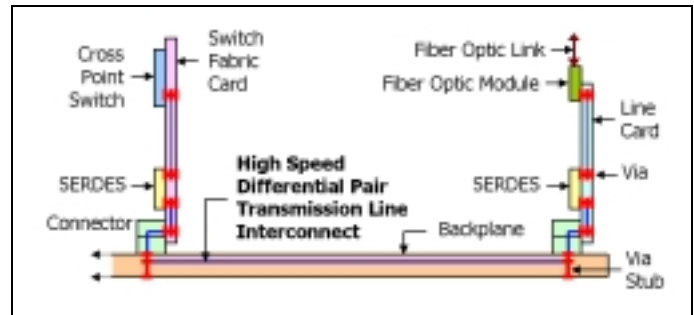 Cross
Point
Switch
Switch
Fabric
Card
SERDES
Connector
High Speed
Differential Pair
Transmission Line
Interconnect
Fiber Optic Link
Fiber Optic Module
Line
Card
Via
SERDES
Backplane
Via
Stub